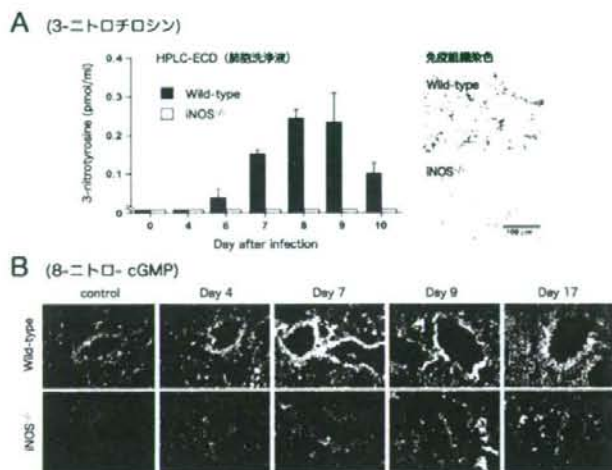 A (3-ニトロチロシン)
HPLC-ECD (肺胞洗浄液)
Wild-type
iNOS-/-
3-nitrotyrosine (pmol/ml)
0.4
0.3
0.2
0.1
0
0 4 6 7 8 9 10
Day after infection
免疫組織染色
Wild-type
iNOS-/-
100 μm
B (8-ニトロ- cGMP)
control Day 4 Day 7 Day 9 Day 17
Wild-type
iNOS-/-